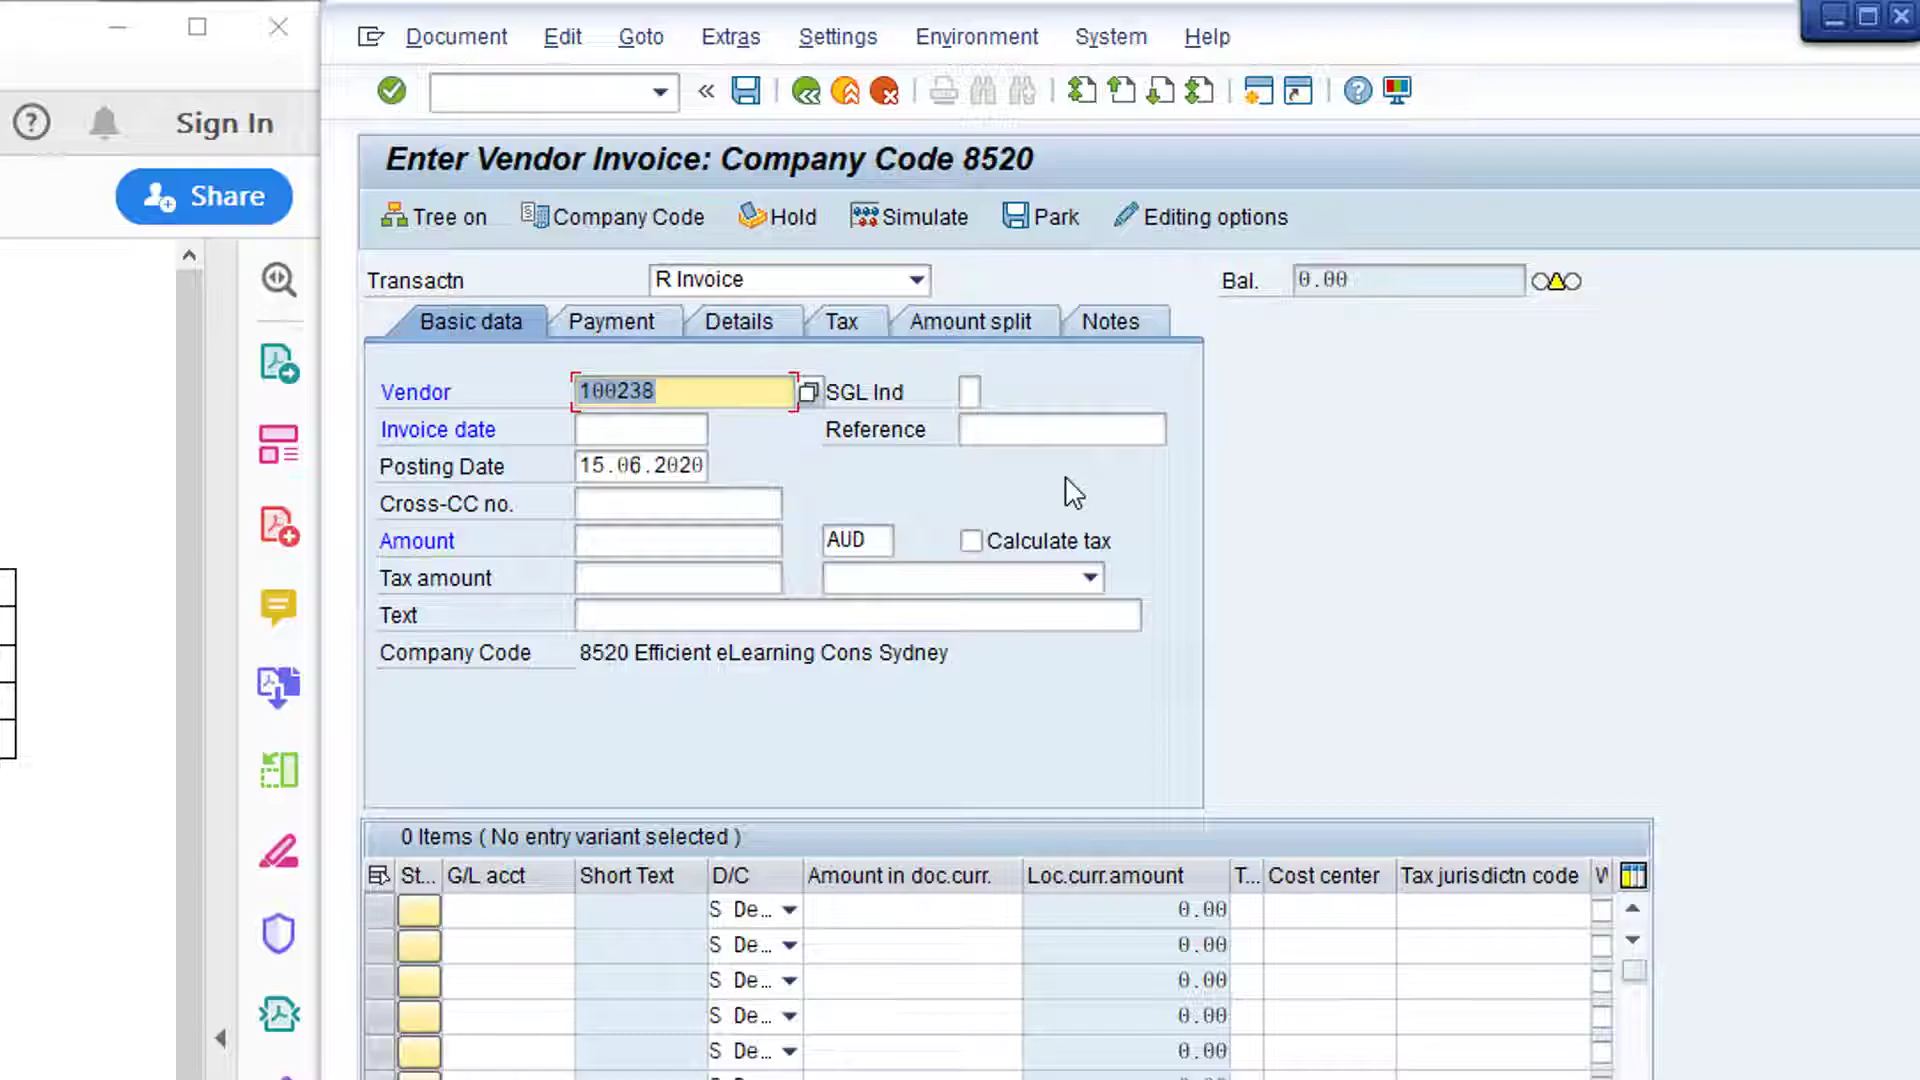 Document Edit Goto Extras Settings Environment System Help
Sign In
Share
Enter Vendor Invoice: Company Code 8520
Tree on Company Code Hold Simulate Park Editing options
Transactn R Invoice Bal. 0.00
Basic data Payment Details Tax Amount split Notes
Vendor 100238 SGL Ind
Invoice date Reference
Posting Date 15.06.2020
Cross-CC no.
Amount AUD Calculate tax
Tax amount
Text
Company Code 8520 Efficient eLearning Cons Sydney
0 Items ( No entry variant selected )
St... G/L acct Short Text D/C Amount in doc.curr. Loc.curr.amount T... Cost center Tax jurisdictn code W
S De... 0.00
S De... 0.00
S De... 0.00
S De... 0.00
S De... 0.00